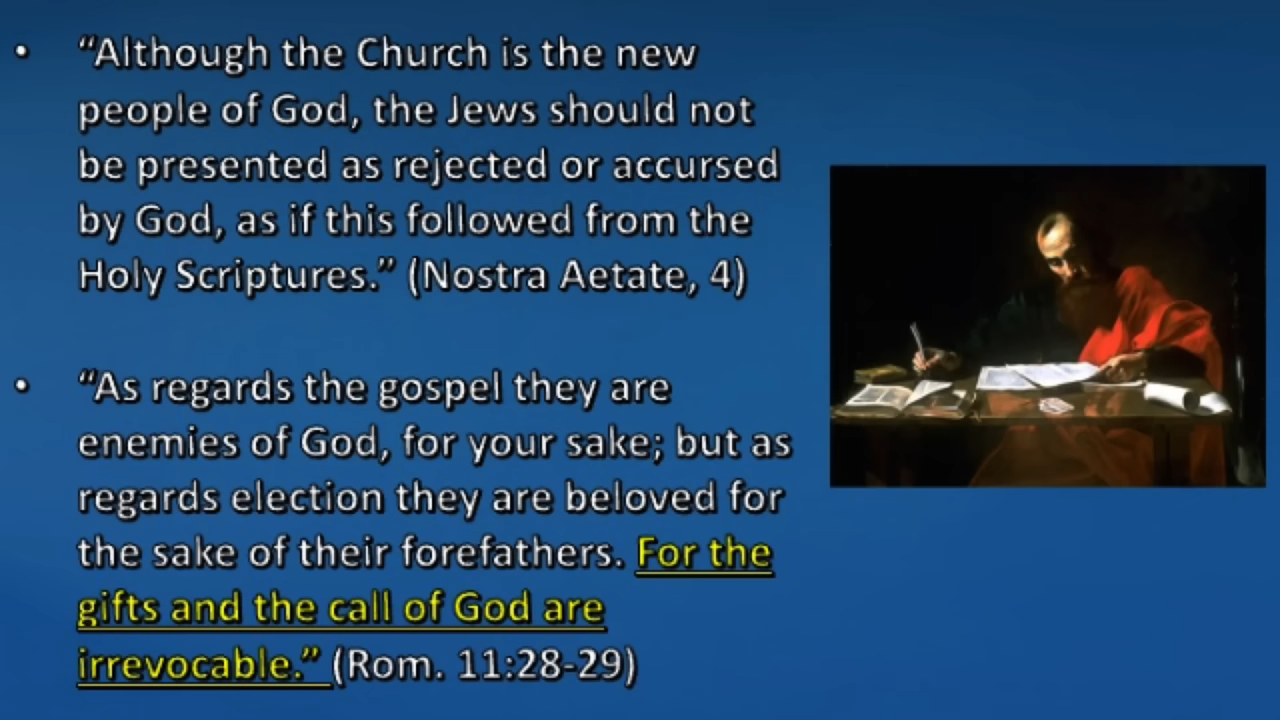 • “Although the Church is the new
people of God, the Jews should not
be presented as rejected or accursed
by God, as if this followed from the
Holy Scriptures.” (Nostra Aetate, 4)
• “As regards the gospel they are
enemies of God, for your sake; but as
regards election they are beloved for
the sake of their forefathers. For the
gifts and the call of God are
irrevocable.” (Rom. 11:28-29)